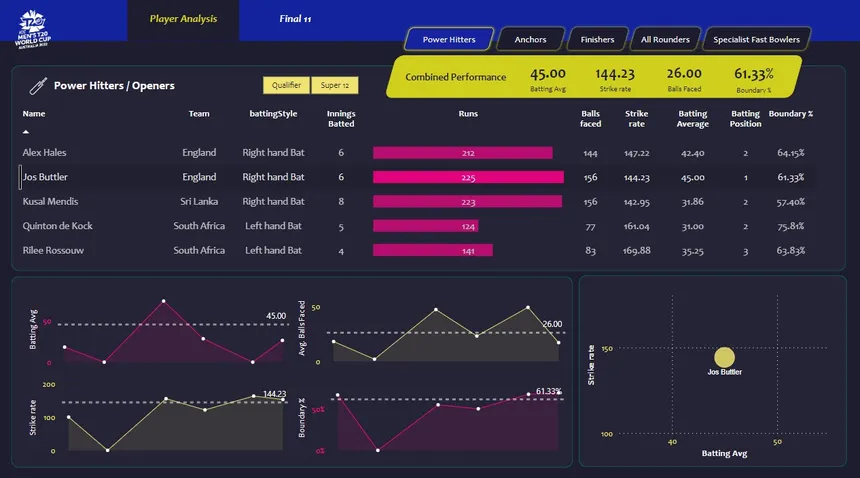 ICC
MEN'S T20
WORLD CUP
AUSTRALIA 2022
Player Analysis
Final 11
Power Hitters
Anchors
Finishers
All Rounders
Specialist Fast Bowlers
Power Hitters / Openers
Qualifier
Super 12
Combined Performance
45.00
Batting Avg
144.23
Strike rate
26.00
Balls Faced
61.33%
Boundary %
Name Team battingStyle Innings Batted Runs Balls faced Strike rate Batting Average Batting Position Boundary %
Alex Hales England Right hand Bat 6 212 144 147.22 42.40 2 64.15%
Jos Buttler England Right hand Bat 6 225 156 144.23 45.00 1 61.33%
Kusal Mendis Sri Lanka Right hand Bat 8 223 156 142.95 31.86 2 57.40%
Quinton de Kock South Africa Left hand Bat 5 124 77 161.04 31.00 2 75.81%
Rilee Rossouw South Africa Left hand Bat 4 141 83 169.88 35.25 3 63.83%
Batting Avg
50
0
45.00
Avg. Balls Faced
50
0
26.00
Strike rate
200
100
0
144.23
Boundary %
50%
0%
61.33%
Strike rate
150
100
Jos Buttler
40
50
Batting Avg